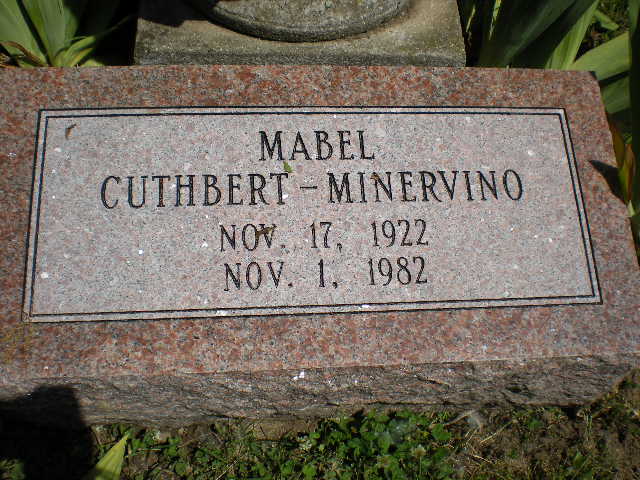 MABEL
CUTHBERT-MINERVINO
NOV. 17, 1922
NOV. 1, 1982